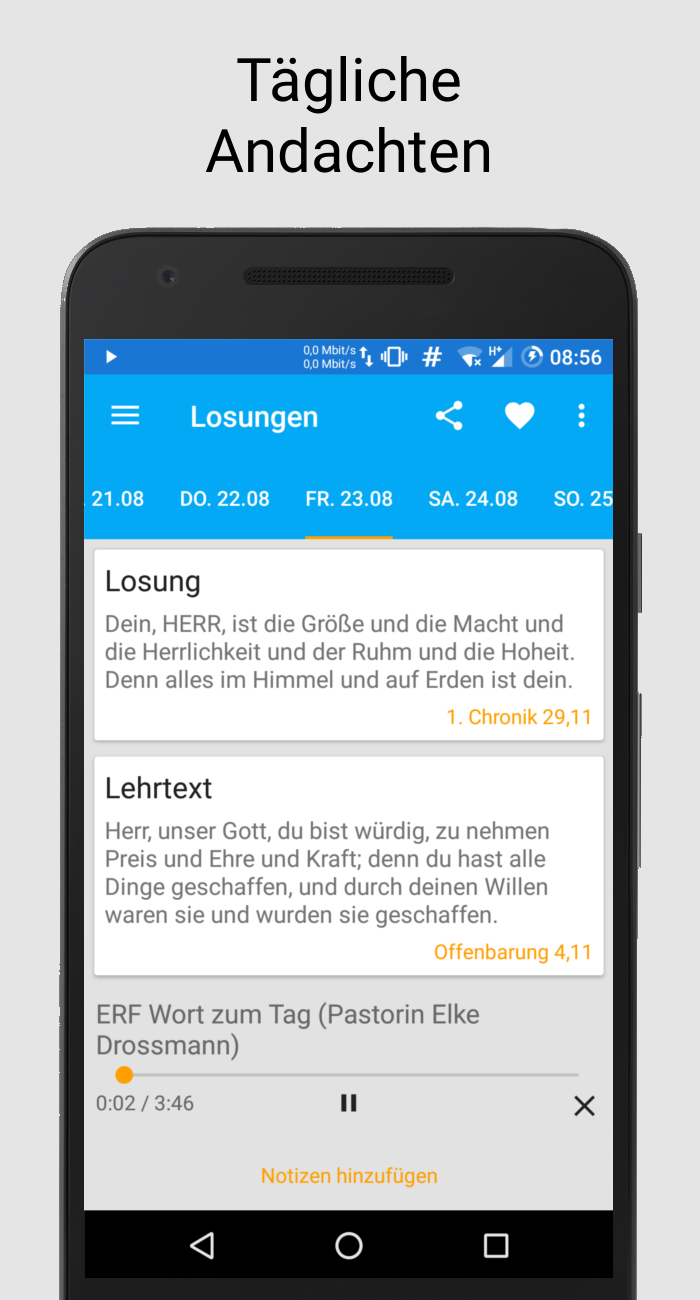 Tägliche
Andachten
0,0 Mbit/s
0,0 Mbit/s
H+
08:56
Losungen
. 21.08
DO. 22.08
FR. 23.08
SA. 24.08
SO. 25
Losung
Dein, HERR, ist die Größe und die Macht und
die Herrlichkeit und der Ruhm und die Hoheit.
Denn alles im Himmel und auf Erden ist dein.
1. Chronik 29,11
Lehrtext
Herr, unser Gott, du bist würdig, zu nehmen
Preis und Ehre und Kraft; denn du hast alle
Dinge geschaffen, und durch deinen Willen
waren sie und wurden sie geschaffen.
Offenbarung 4,11
ERF Wort zum Tag (Pastorin Elke
Drossmann)
0:02 / 3:46
Notizen hinzufügen